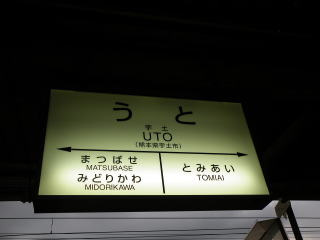 うと
宇土
UTO
(熊本県宇土市)
まつばせ
MATSUBASE
みどりかわ
MIDORIKAWA
とみあい
TOMIAI